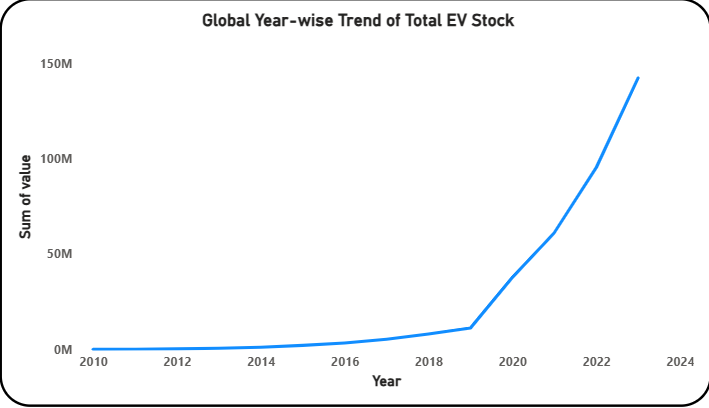 Global Year-wise Trend of Total EV Stock
150M
100M
50M
0M
Sum of value
2010 2012 2014 2016 2018 2020 2022 2024
Year